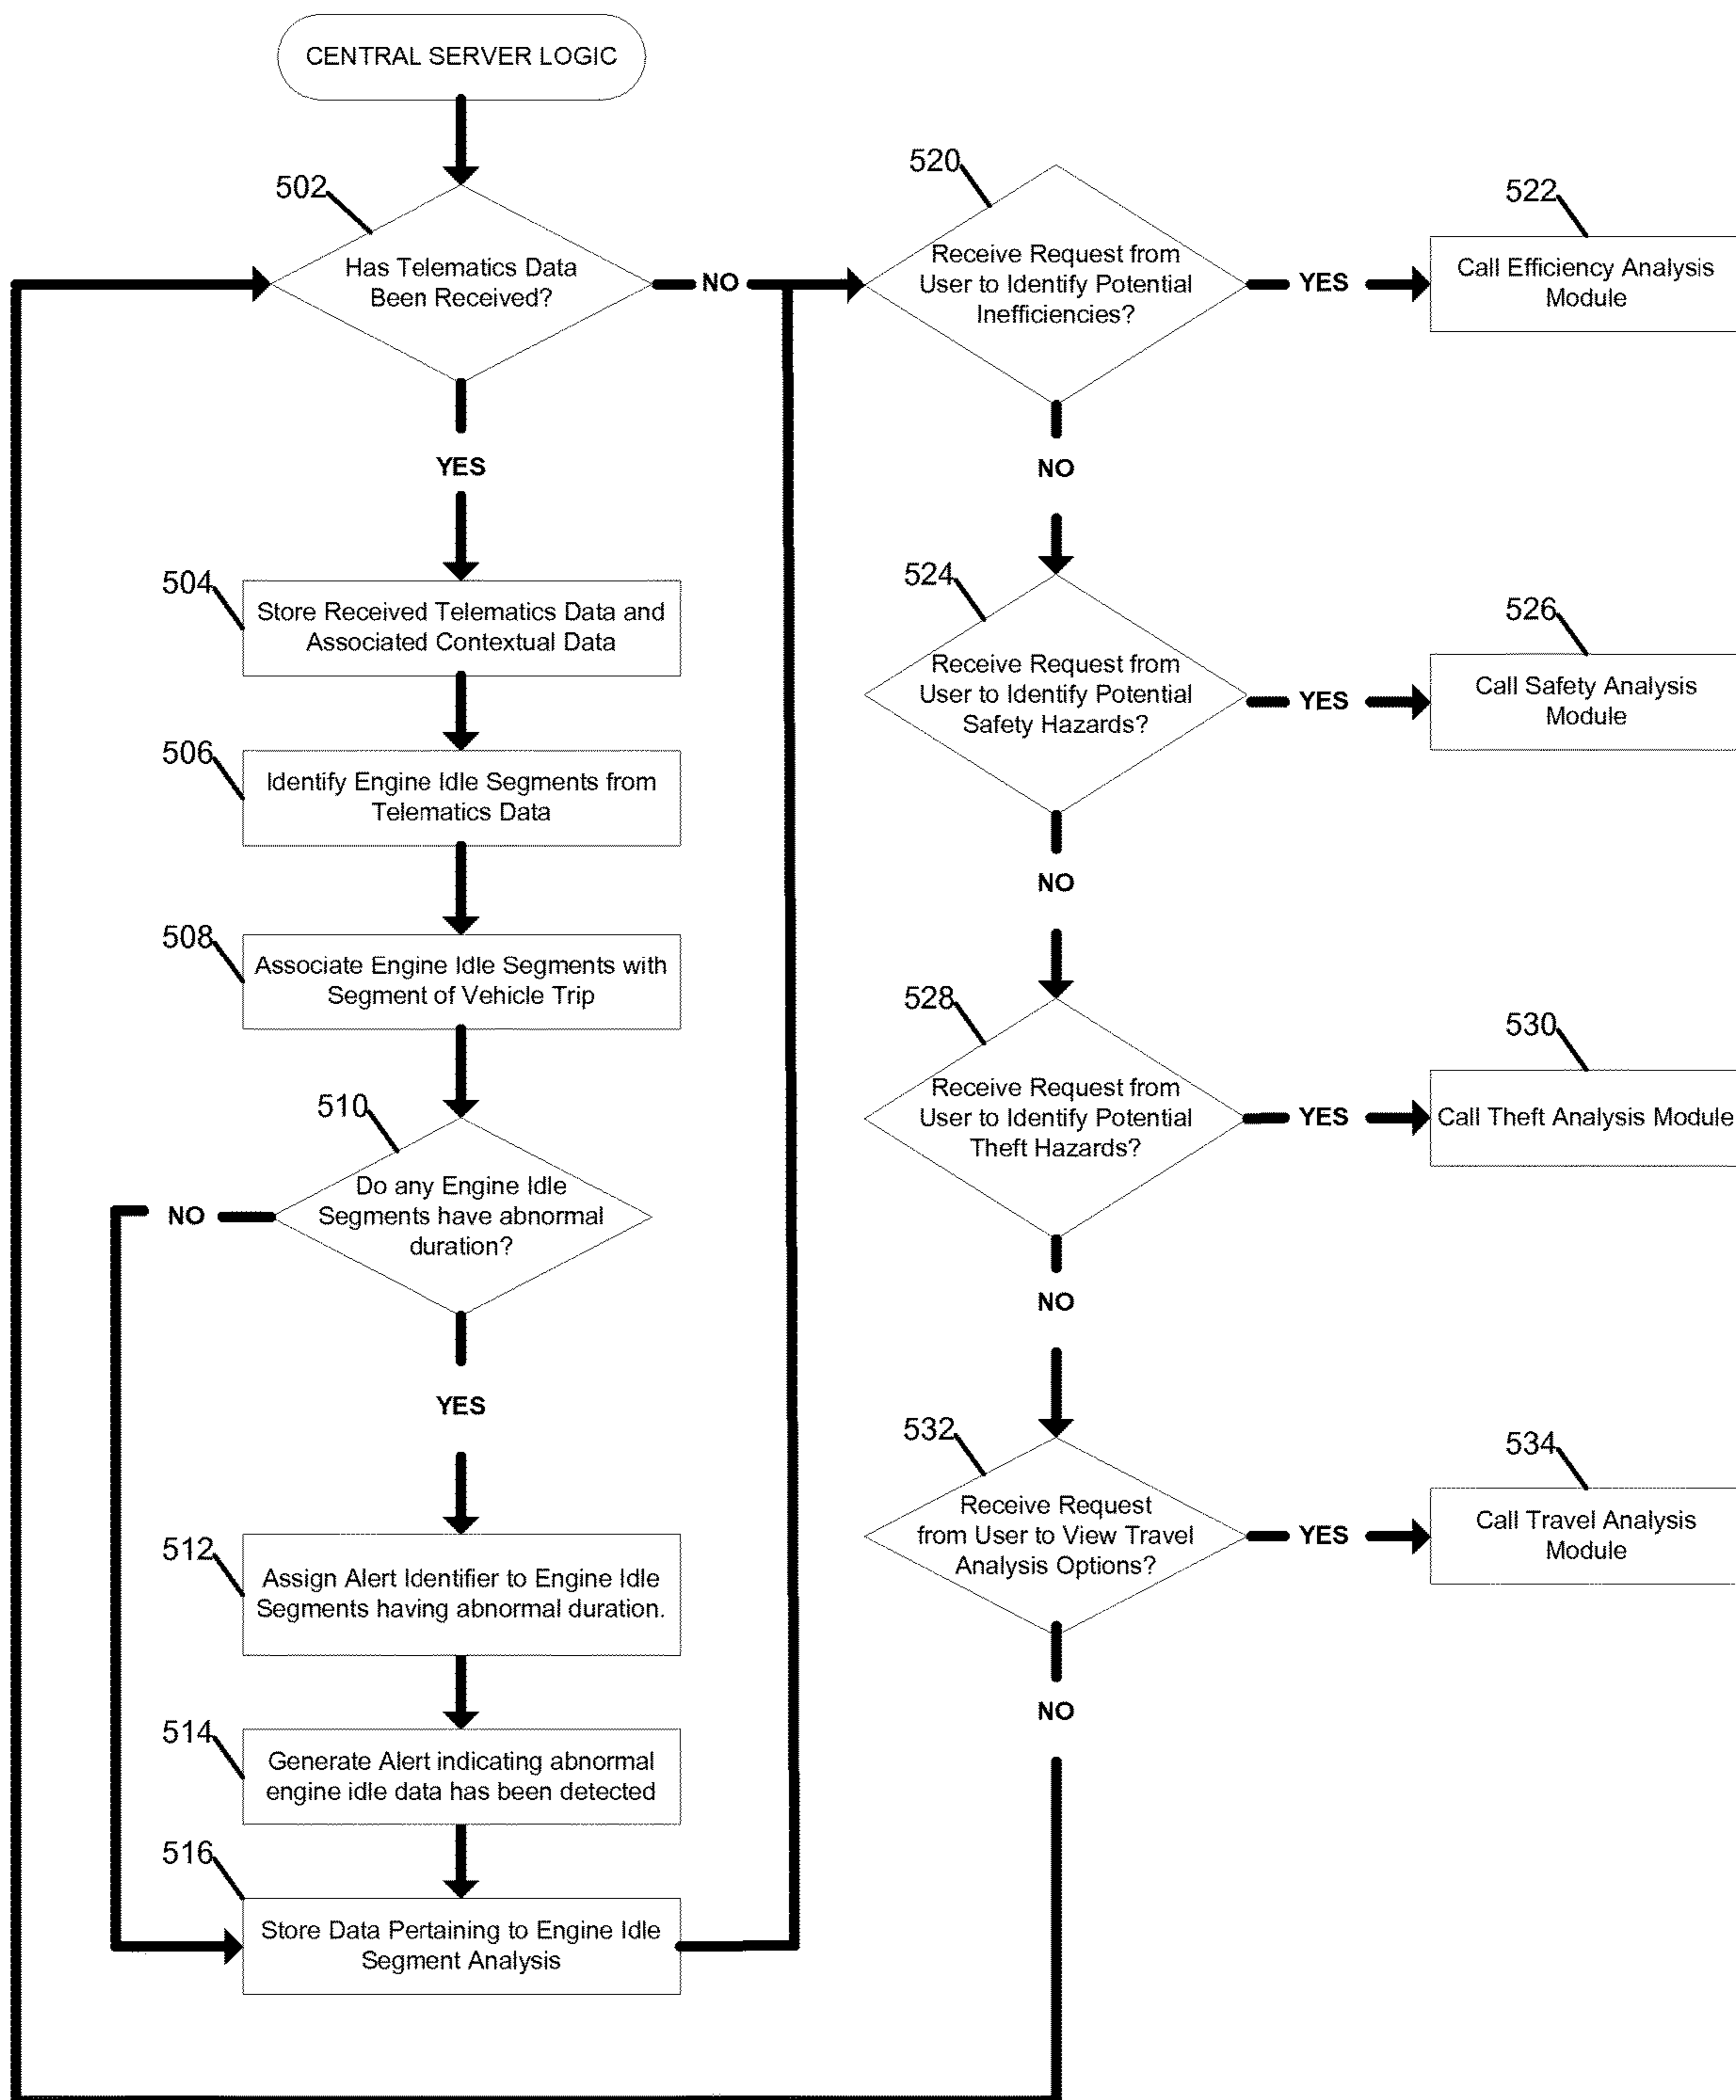 CENTRAL SERVER LOGIC
502
Has Telematics Data
Been Received?
NO
YES
504
Store Received Telematics Data and
Associated Contextual Data
506
Identify Engine Idle Segments from
Telematics Data
508
Associate Engine Idle Segments with
Segment of Vehicle Trip
510
Do any Engine Idle
Segments have abnormal
duration?
NO
YES
512
Assign Alert Identifier to Engine Idle
Segments having abnormal duration.
514
Generate Alert indicating abnormal
engine idle data has been detected
516
Store Data Pertaining to Engine Idle
Segment Analysis
520
Receive Request from
User to Identify Potential
Inefficiencies?
YES
522
Call Efficiency Analysis
Module
NO
524
Receive Request from
User to Identify Potential
Safety Hazards?
YES
526
Call Safety Analysis
Module
NO
528
Receive Request from
User to Identify Potential
Theft Hazards?
YES
530
Call Theft Analysis Module
NO
532
Receive Request
from User to View Travel
Analysis Options?
YES
534
Call Travel Analysis
Module
NO